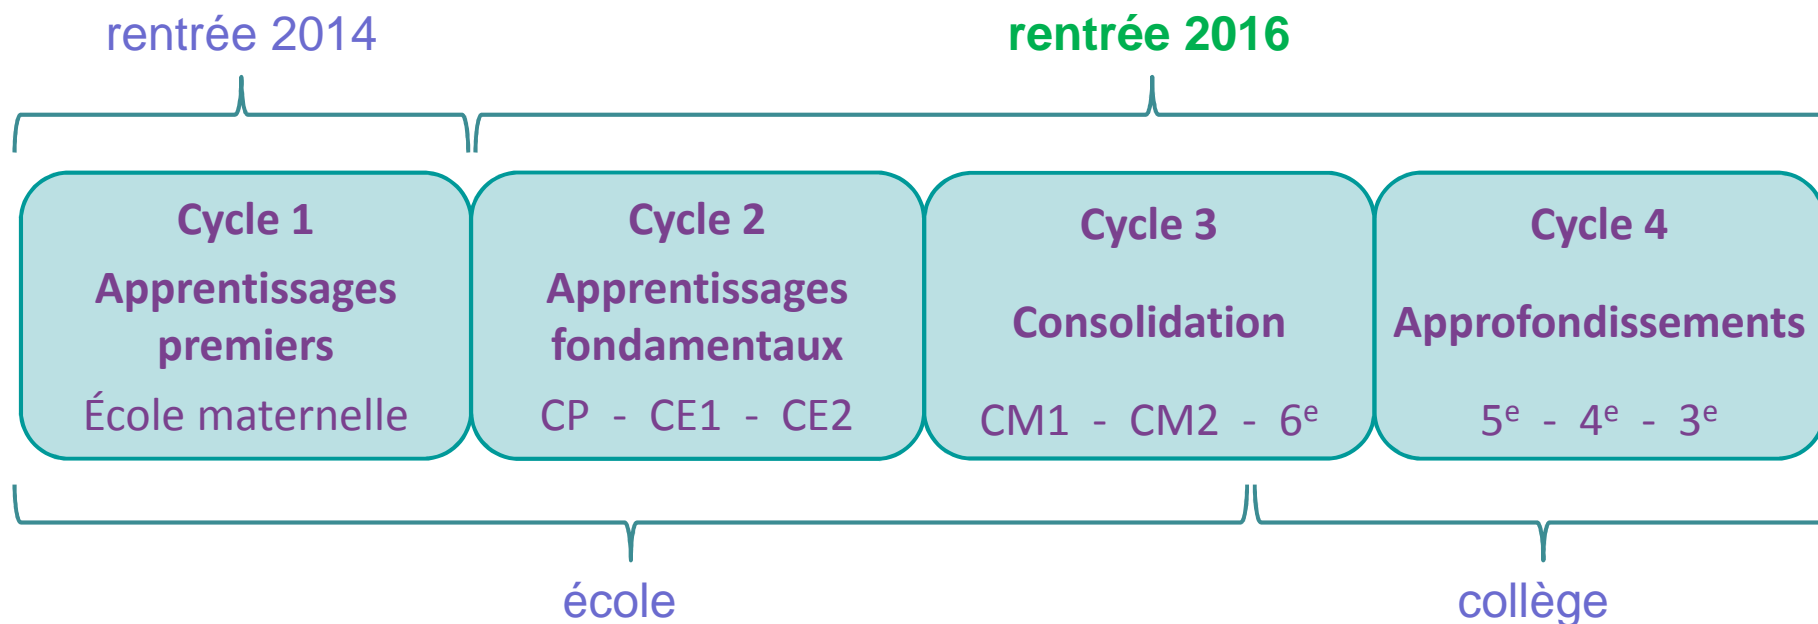 rentrée 2014
rentrée 2016
Cycle 1
Apprentissages
premiers
École maternelle
Cycle 2
Apprentissages
fondamentaux
CP - CE1 - CE2
Cycle 3
Consolidation
CM1 - CM2 - 6e
Cycle 4
Approfondissements
5e - 4e - 3e
école
collège